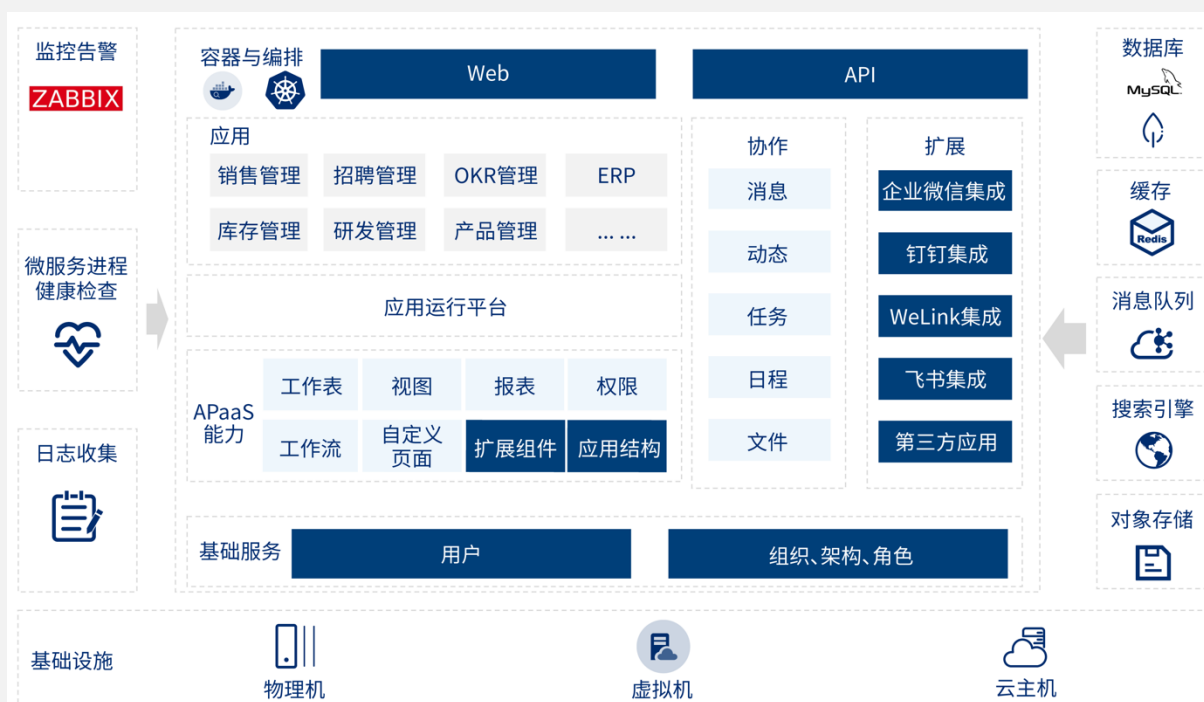 监控告警
ZABBIX
微服务进程
健康检查
日志收集
容器与编排
Web
API
应用
销售管理
招聘管理
OKR管理
ERP
库存管理
研发管理
产品管理
... ...
应用运行平台
APaaS
能力
工作表
视图
报表
权限
工作流
自定义
页面
扩展组件
应用结构
协作
消息
动态
任务
日程
文件
扩展
企业微信集成
钉钉集成
WeLink集成
飞书集成
第三方应用
基础服务
用户
组织、架构、角色
数据库
MySQL
缓存
Redis
消息队列
搜索引擎
对象存储
基础设施
物理机
虚拟机
云主机